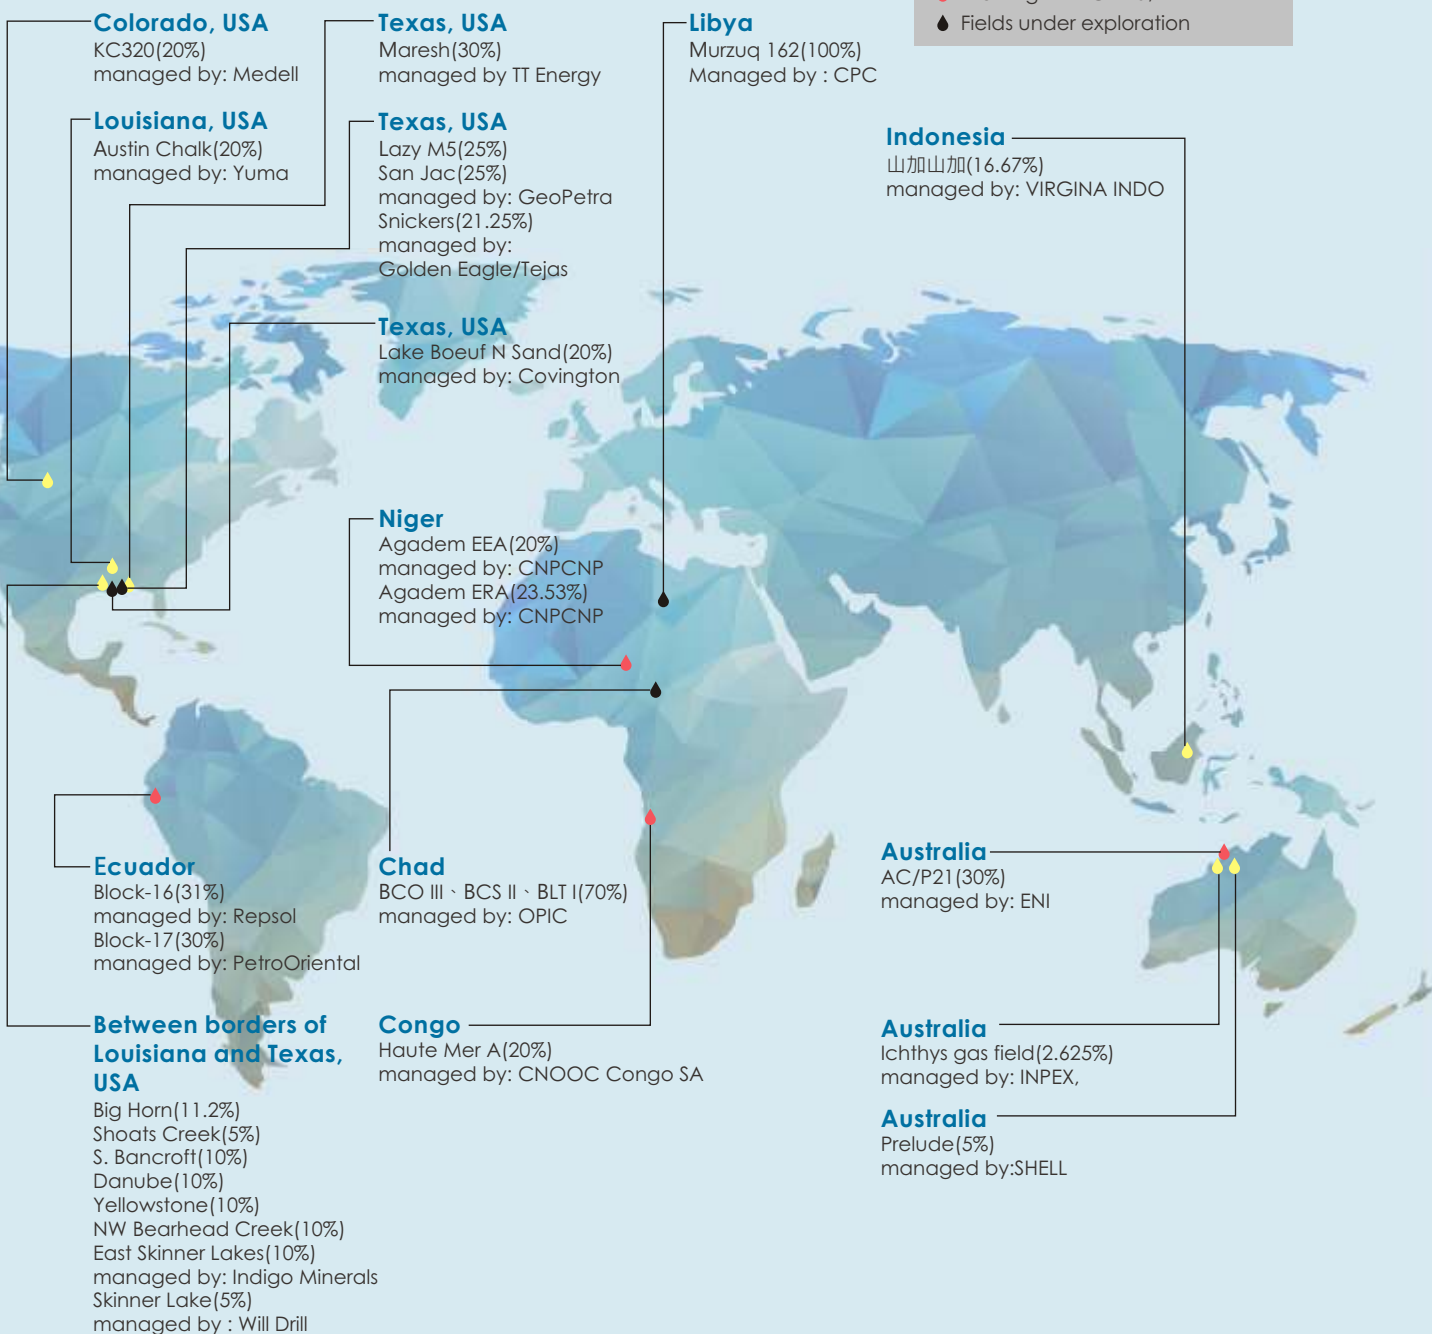 Colorado, USA
KC320(20%)
managed by: Medell
Louisiana, USA
Austin Chalk(20%)
managed by: Yuma
Texas, USA
Maresh(30%)
managed by TT Energy
Texas, USA
Lazy M5(25%)
San Jac(25%)
managed by: GeoPetra
Snickers(21.25%)
managed by:
Golden Eagle/Tejas
Texas, USA
Lake Boeuf N Sand(20%)
managed by: Covington
Libya
Murzuq 162(100%)
Managed by : CPC
Fields under exploration
Indonesia
山加山加(16.67%)
managed by: VIRGINA INDO
Niger
Agadem EEA(20%)
managed by: CNPCNP
Agadem ERA(23.53%)
managed by: CNPCNP
Ecuador
Block-16(31%)
managed by: Repsol
Block-17(30%)
managed by: PetroOriental
Chad
BCO III、BCS II、BLT I(70%)
managed by: OPIC
Australia
AC/P21(30%)
managed by: ENI
Between borders of
Louisiana and Texas,
USA
Big Horn(11.2%)
Shoats Creek(5%)
S. Bancroft(10%)
Danube(10%)
Yellowstone(10%)
NW Bearhead Creek(10%)
East Skinner Lakes(10%)
managed by: Indigo Minerals
Skinner Lake(5%)
managed by : Will Drill
Congo
Haute Mer A(20%)
managed by: CNOOC Congo SA
Australia
Ichthys gas field(2.625%)
managed by: INPEX,
Australia
Prelude(5%)
managed by:SHELL